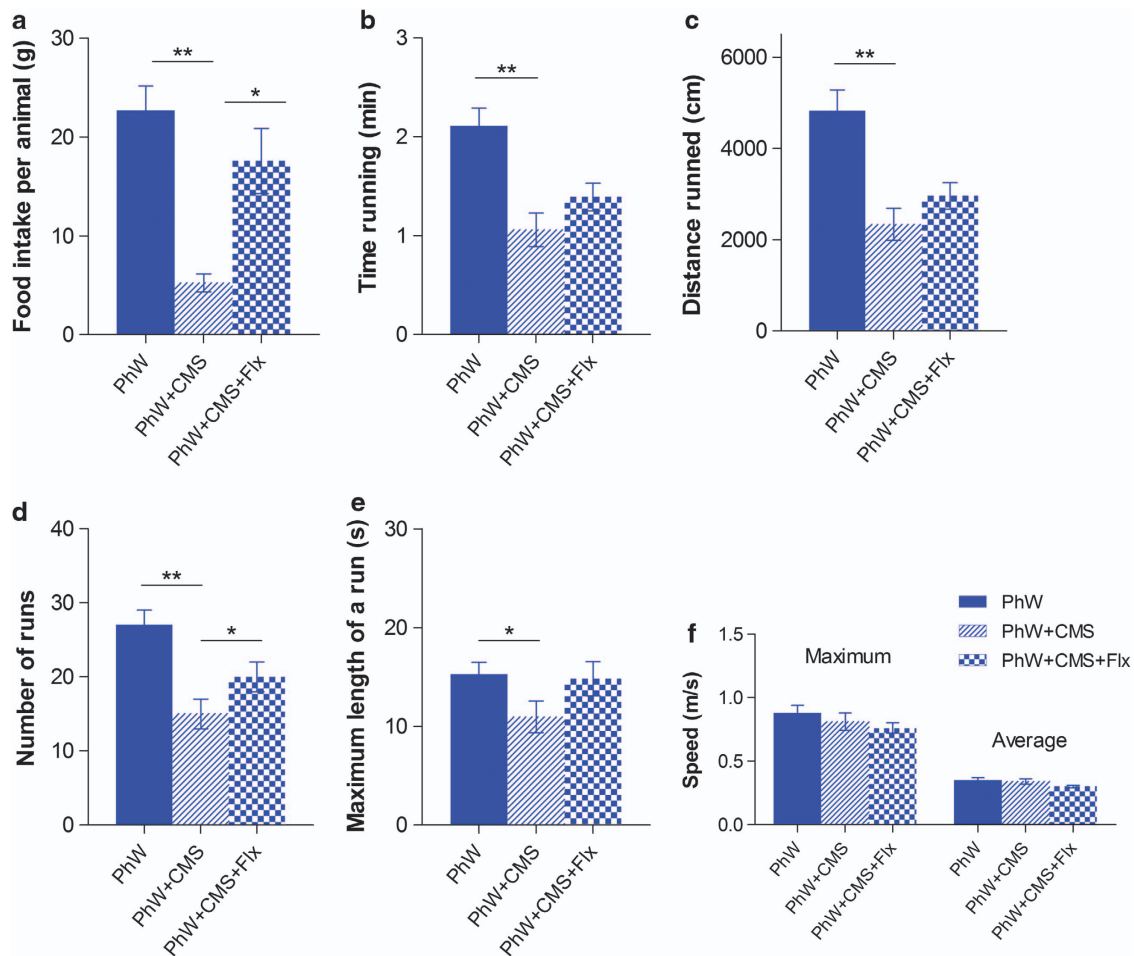 a
Food intake per animal (g)
30
20
10
0
**
*
PhW
PhW+CMS
PhW+CMS+Flx
b
Time running (min)
3
2
1
0
**
PhW
PhW+CMS
PhW+CMS+Flx
c
Distance runned (cm)
6000
4000
2000
0
**
PhW
PhW+CMS
PhW+CMS+Flx
d
Number of runs
40
30
20
10
0
**
*
PhW
PhW+CMS
PhW+CMS+Flx
e
Maximum length of a run (s)
30
20
10
0
*
PhW
PhW+CMS
PhW+CMS+Flx
PhW
PhW+CMS
PhW+CMS+Flx
f
Speed (m/s)
1.5
1.0
0.5
0.0
Maximum
Average
PhW
PhW+CMS
PhW+CMS+Flx
PhW
PhW+CMS
PhW+CMS+Flx